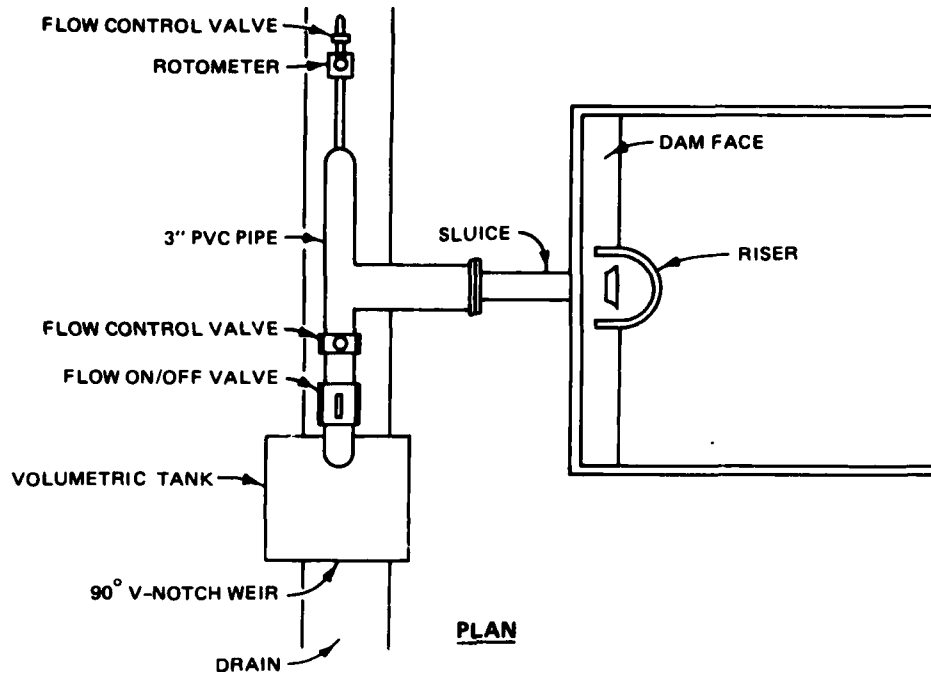 FLOW CONTROL VALVE
ROTOMETER
DAM FACE
3" PVC PIPE
SLUICE
RISER
FLOW CONTROL VALVE
FLOW ON/OFF VALVE
VOLUMETRIC TANK
90° V-NOTCH WEIR
PLAN
DRAIN